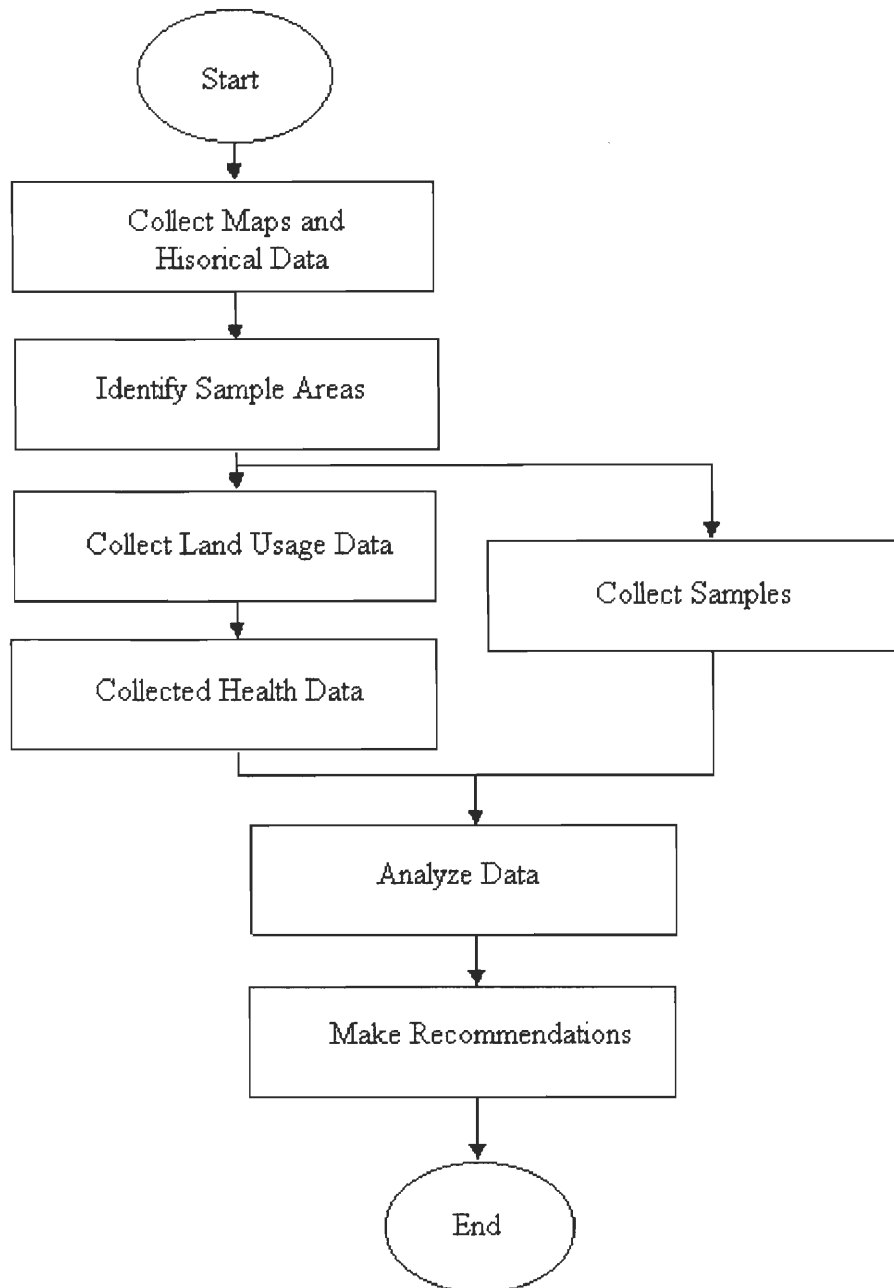 Start
Collect Maps and
Hisorical Data
Identify Sample Areas
Collect Land Usage Data
Collect Samples
Collected Health Data
Analyze Data
Make Recommendations
End